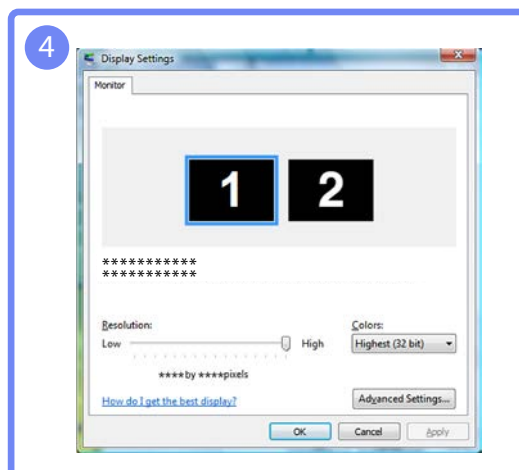 4
Display Settings
Monitor
1 2
***********
***********
Resolution: Colors:
Low High Highest (32 bit)
****by ****pixels
How do I get the best display? Advanced Settings...
OK Cancel Apply